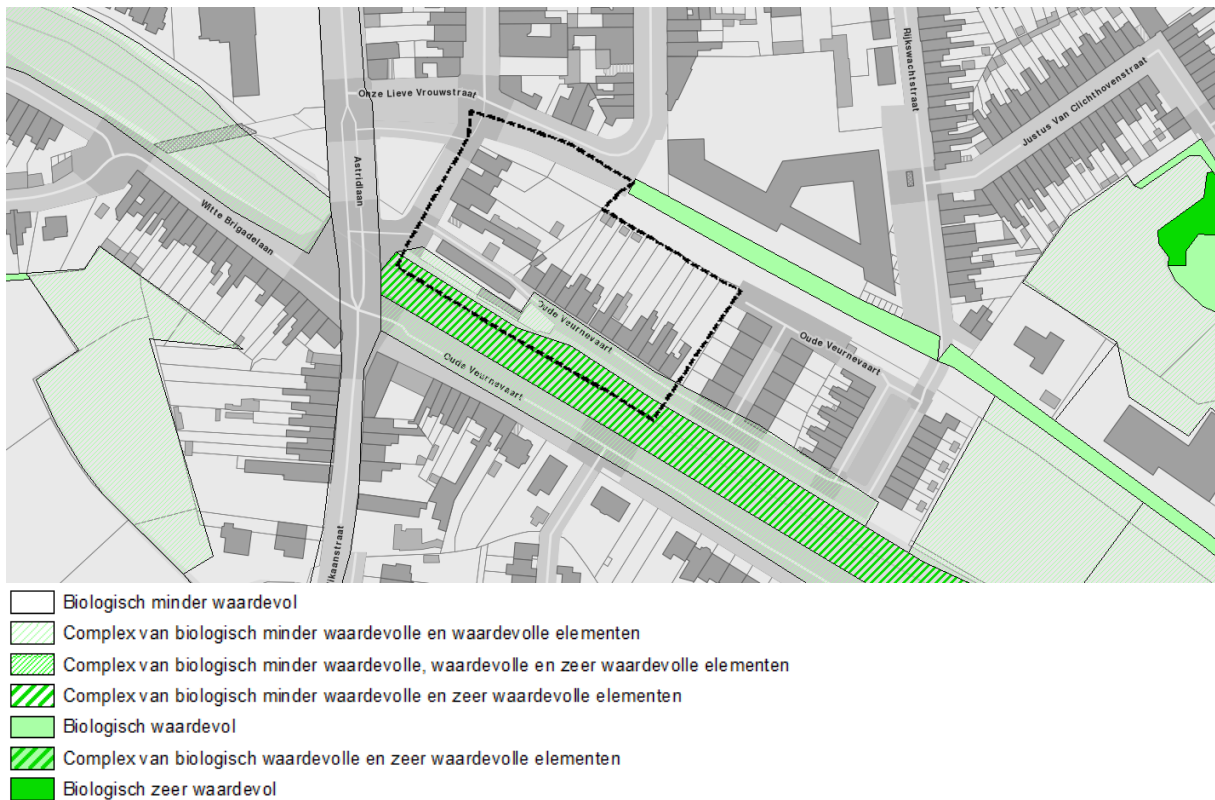 Onze Lieve Vrouwstraat
Rijkswachtstraat
Justus Van Clichthovenstraat
Astridlaan
Witte Brigadelaan
Oude Veurnevaart
Oude Veurnevaart
Oude Veurnevaart
ikaanstraat
Biologisch minder waardevol
Complex van biologisch minder waardevolle en waardevolle elementen
Complex van biologisch minder waardevolle, waardevolle en zeer waardevolle elementen
Complex van biologisch minder waardevolle en zeer waardevolle elementen
Biologisch waardevol
Complex van biologisch waardevolle en zeer waardevolle elementen
Biologisch zeer waardevol